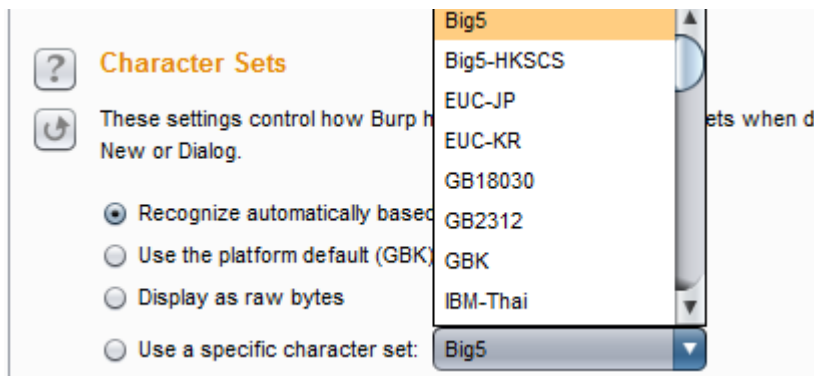 Character Sets
These settings control how Burp h
ets when d
New or Dialog.
Recognize automatically based
Use the platform default (GBK)
Display as raw bytes
Use a specific character set:
Big5
Big5
Big5-HKSCS
EUC-JP
EUC-KR
GB18030
GB2312
GBK
IBM-Thai